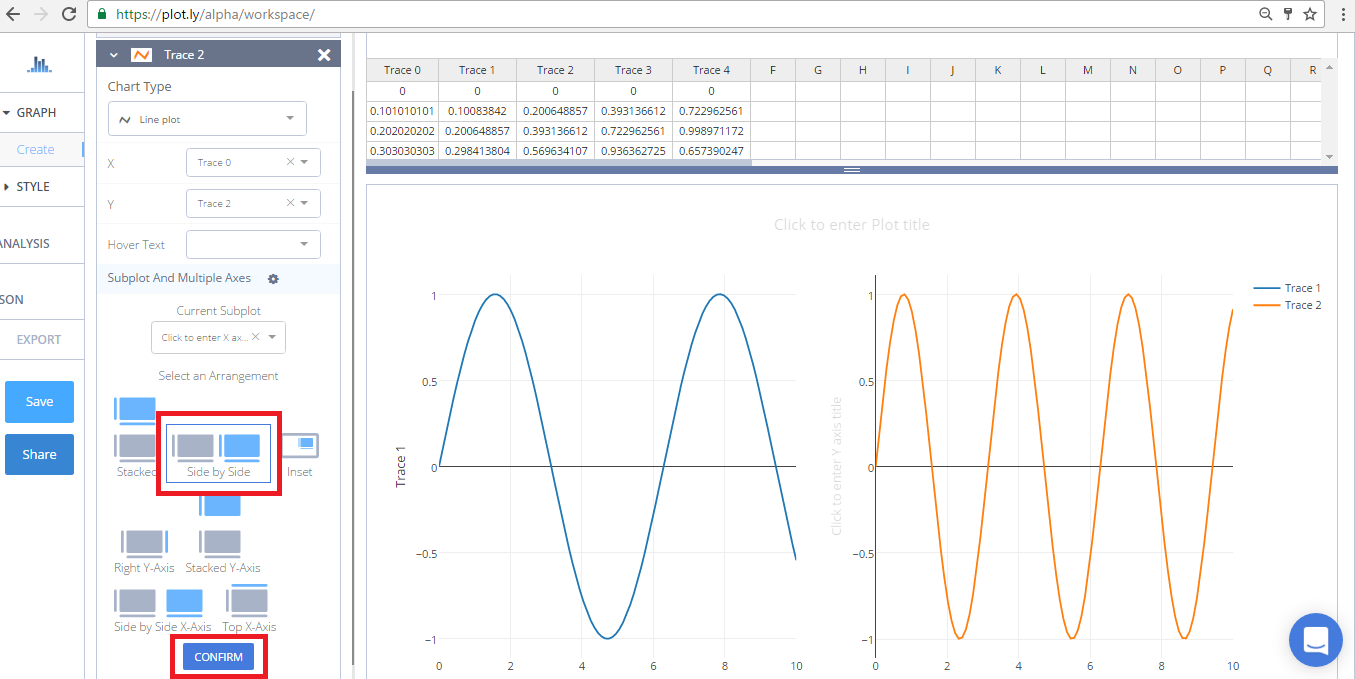 https://plot.ly/alpha/workspace/
GRAPH
Create
STYLE
ANALYSIS
SON
EXPORT
Save
Share
Trace 2
Chart Type
Line plot
X Trace 0
Y Trace 2
Hover Text
Subplot And Multiple Axes
Current Subplot
Click to enter X ax...
Select an Arrangement
Stacked Side by Side Inset
Right Y-Axis Stacked Y-Axis
Side by Side X-Axis Top X-Axis
CONFIRM
Trace 0 Trace 1 Trace 2 Trace 3 Trace 4 F G H I J K L M N O P Q R
0 0 0 0 0
0.101010101 0.10083842 0.200648857 0.393136612 0.722962561
0.202020202 0.200648857 0.393136612 0.722962561 0.998971172
0.303030303 0.298413804 0.569634107 0.936362725 0.657390247
Click to enter Plot title
Trace 1
1
0.5
0
−0.5
−1
0 2 4 6 8 10
Click to enter Y axis title
1
0.5
0
−0.5
−1
0 2 4 6 8 10
Trace 1
Trace 2